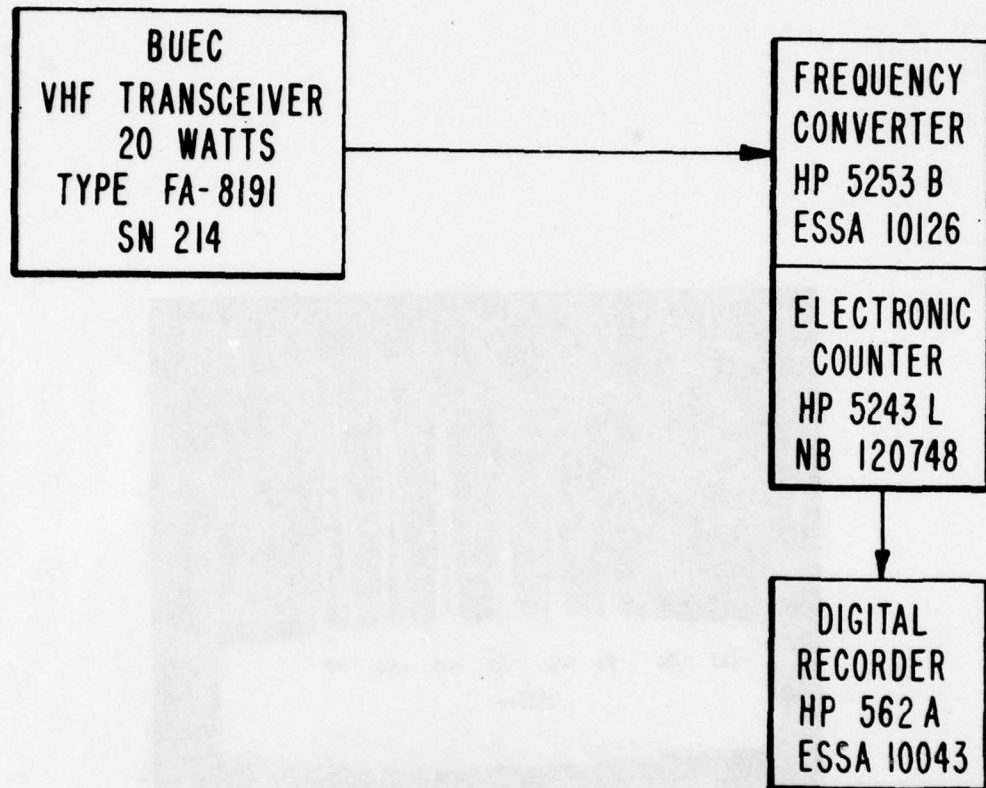 BUEC
VHF TRANSCEIVER
20 WATTS
TYPE FA-8191
SN 214
FREQUENCY
CONVERTER
HP 5253 B
ESSA 10126
ELECTRONIC
COUNTER
HP 5243 L
NB 120748
DIGITAL
RECORDER
HP 562 A
ESSA 10043